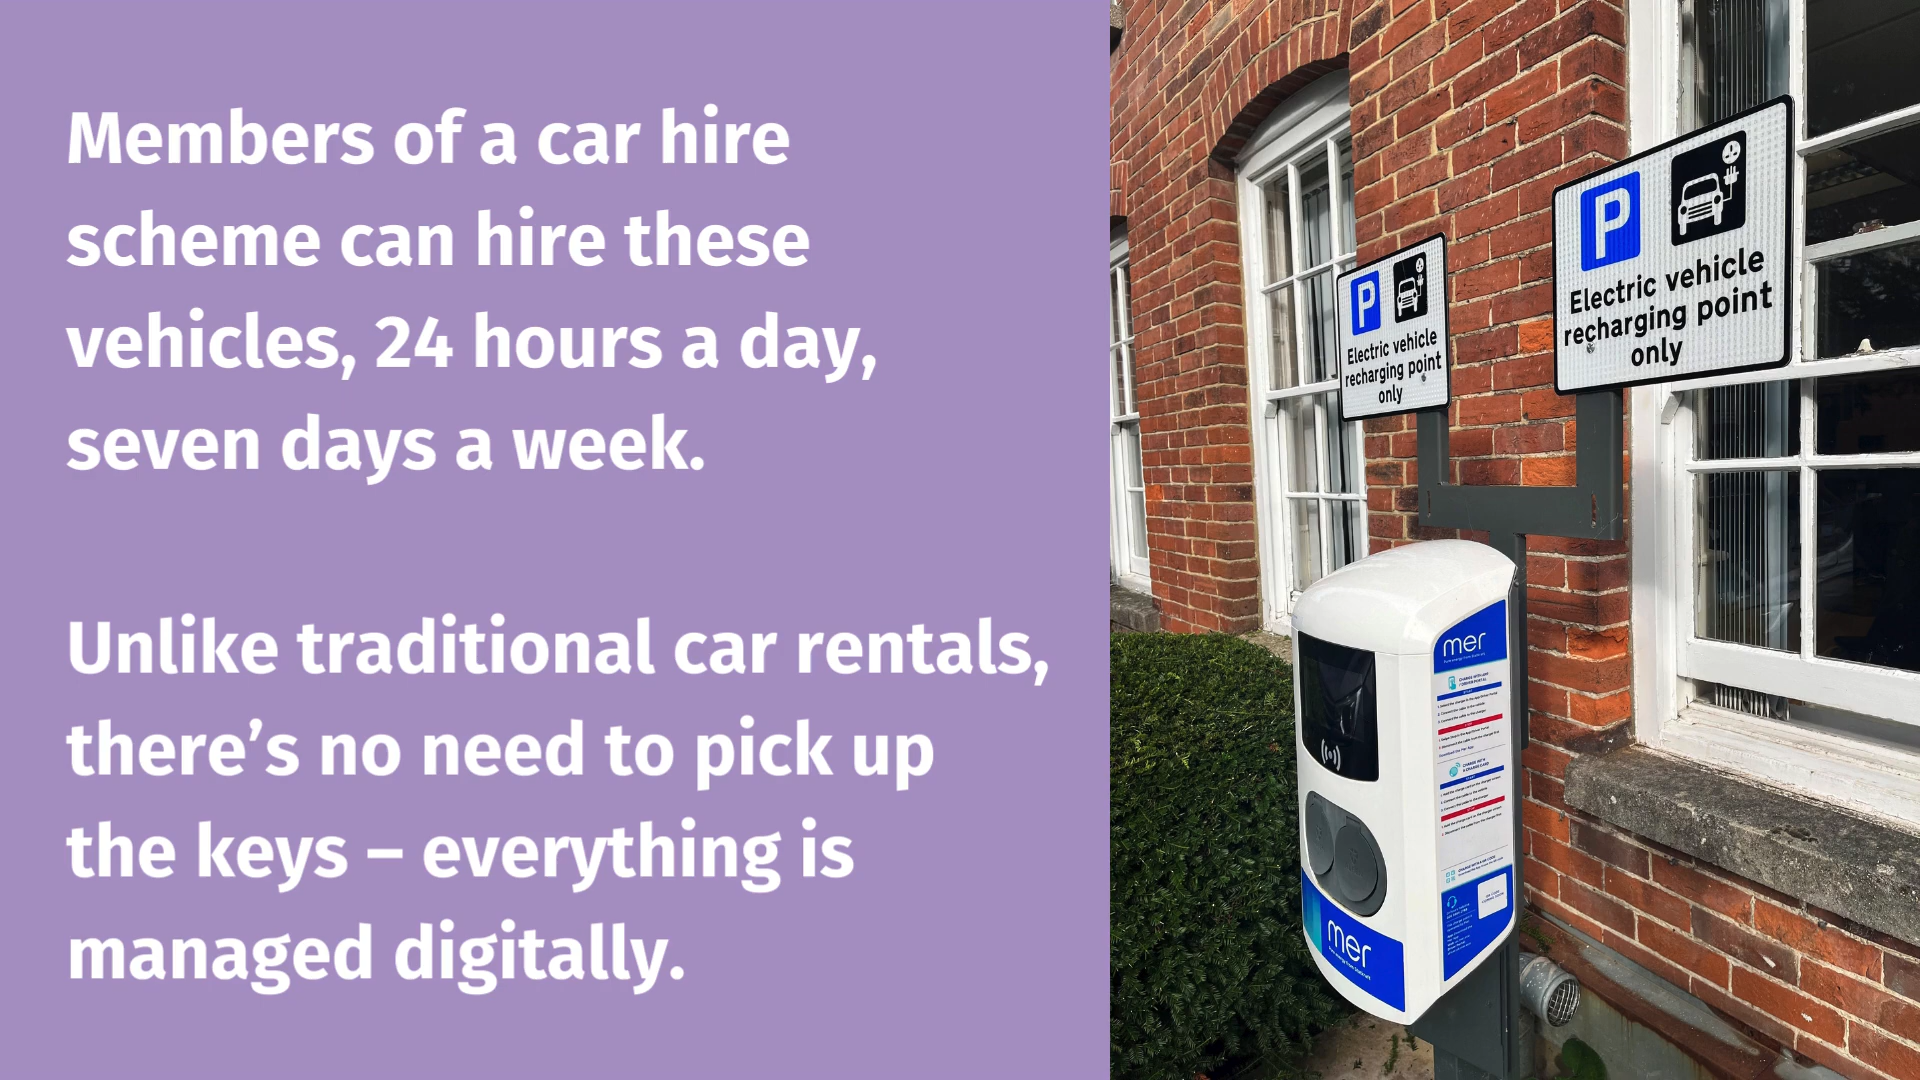 Members of a car hire
scheme can hire these
vehicles, 24 hours a day,
seven days a week.
Unlike traditional car rentals,
there’s no need to pick up
the keys – everything is
managed digitally.
P
Electric vehicle
recharging point
only
P
Electric vehicle
recharging point
only
mer
mer